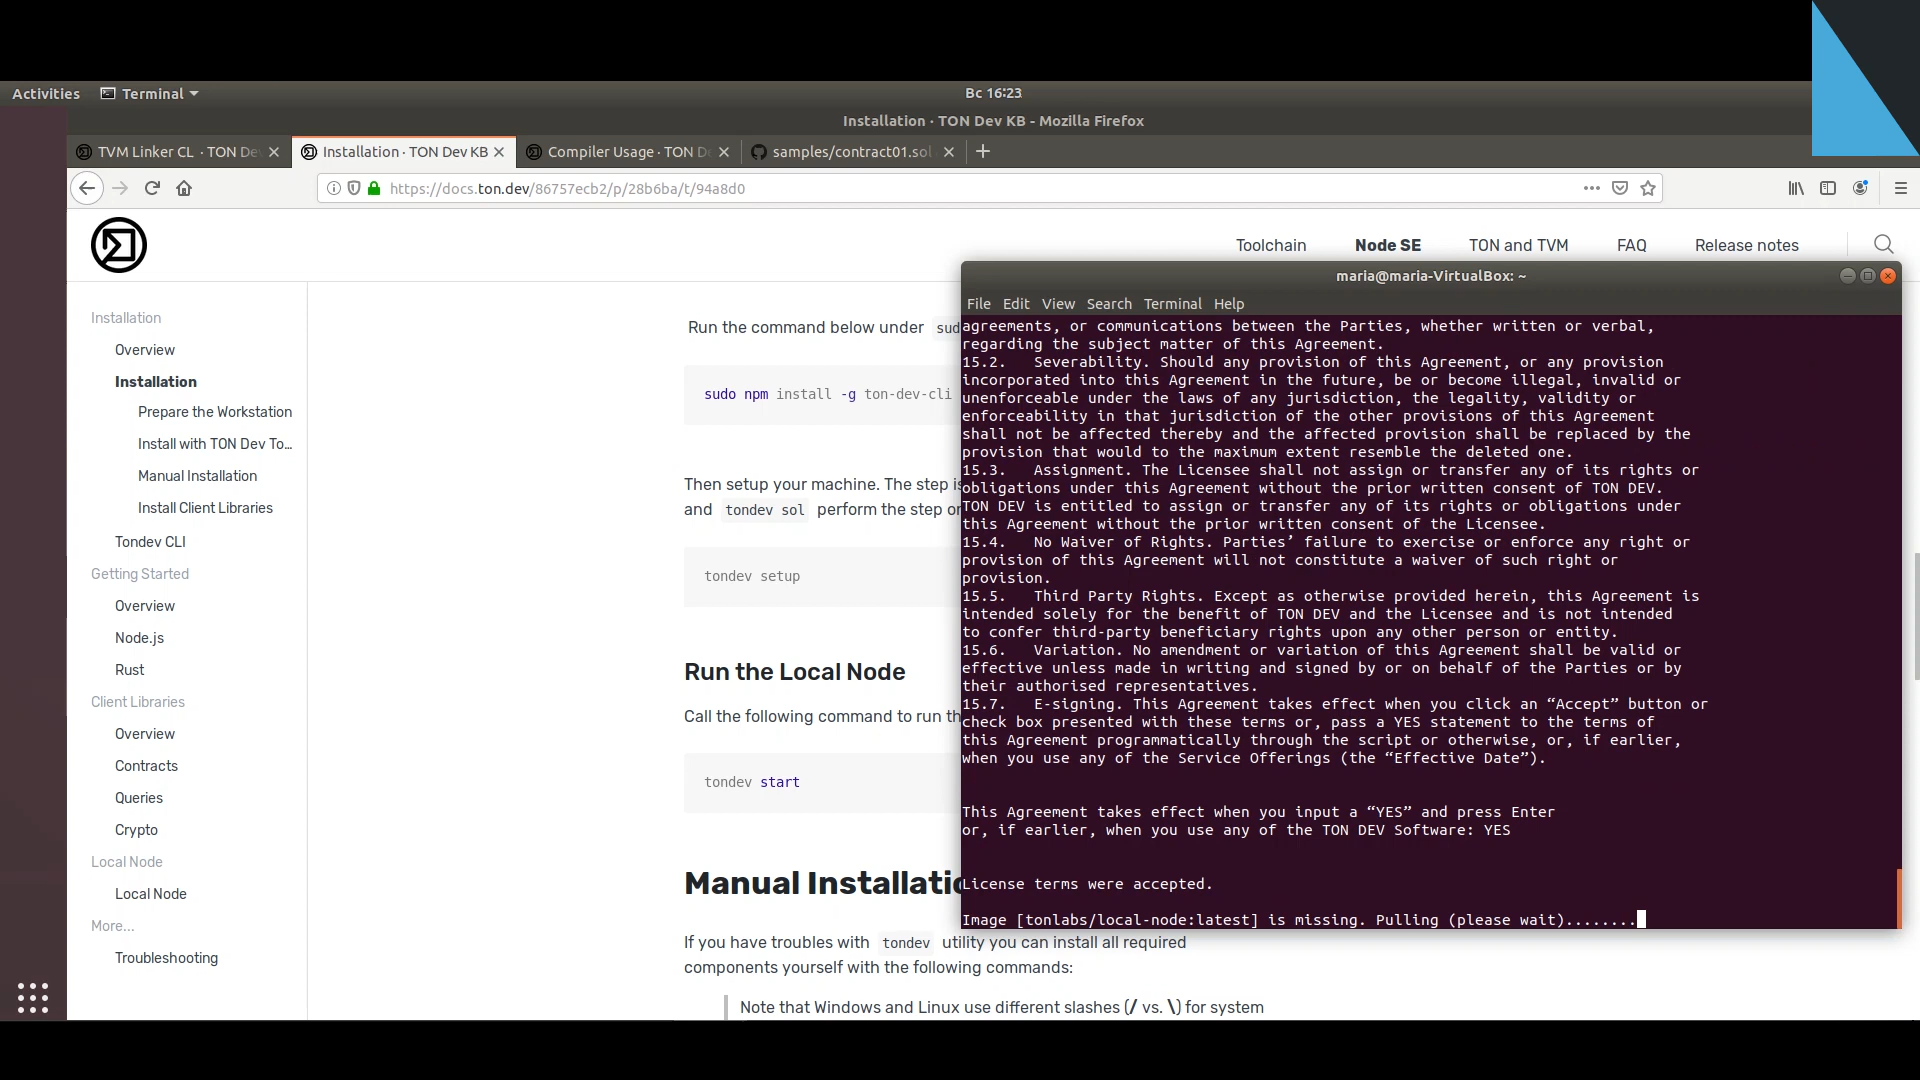 Activities
Terminal
Вс 16:23
Installation · TON Dev KB - Mozilla Firefox
TVM Linker CL · TON De
Installation · TON Dev KB
Compiler Usage · TON D
samples/contract01.sol
https://docs.ton.dev/86757ecb2/p/28b6ba/t/94a8d0
Toolchain
Node SE
TON and TVM
FAQ
Release notes
Installation
Overview
Installation
Prepare the Workstation
Install with TON Dev To...
Manual Installation
Install Client Libraries
Tondev CLI
Getting Started
Overview
Node.js
Rust
Client Libraries
Overview
Contracts
Queries
Crypto
Local Node
Local Node
More...
Troubleshooting
Run the command below under sud
sudo npm install -g ton-dev-cli
Then setup your machine. The step is
and tondev sol perform the step on
tondev setup
Run the Local Node
Call the following command to run th
tondev start
Manual Installatio
If you have troubles with tondev utility you can install all required
components yourself with the following commands:
Note that Windows and Linux use different slashes (/ vs. \) for system
maria@maria-VirtualBox: ~
File Edit View Search Terminal Help
agreements, or communications between the Parties, whether written or verbal,
regarding the subject matter of this Agreement.
15.2. Severability. Should any provision of this Agreement, or any provision
incorporated into this Agreement in the future, be or become illegal, invalid or
unenforceable under the laws of any jurisdiction, the legality, validity or
enforceability in that jurisdiction of the other provisions of this Agreement
shall not be affected thereby and the affected provision shall be replaced by the
provision that would to the maximum extent resemble the deleted one.
15.3. Assignment. The Licensee shall not assign or transfer any of its rights or
obligations under this Agreement without the prior written consent of TON DEV.
TON DEV is entitled to assign or transfer any of its rights or obligations under
this Agreement without the prior written consent of the Licensee.
15.4. No Waiver of Rights. Parties’ failure to exercise or enforce any right or
provision of this Agreement will not constitute a waiver of such right or
provision.
15.5. Third Party Rights. Except as otherwise provided herein, this Agreement is
intended solely for the benefit of TON DEV and the Licensee and is not intended
to confer third-party beneficiary rights upon any other person or entity.
15.6. Variation. No amendment or variation of this Agreement shall be valid or
effective unless made in writing and signed by or on behalf of the Parties or by
their authorised representatives.
15.7. E-signing. This Agreement takes effect when you click an “Accept” button or
check box presented with these terms or, pass a YES statement to the terms of
this Agreement programmatically through the script or otherwise, or, if earlier,
when you use any of the Service Offerings (the “Effective Date”).
This Agreement takes effect when you input a “YES” and press Enter
or, if earlier, when you use any of the TON DEV Software: YES
License terms were accepted.
Image [tonlabs/local-node:latest] is missing. Pulling (please wait)........